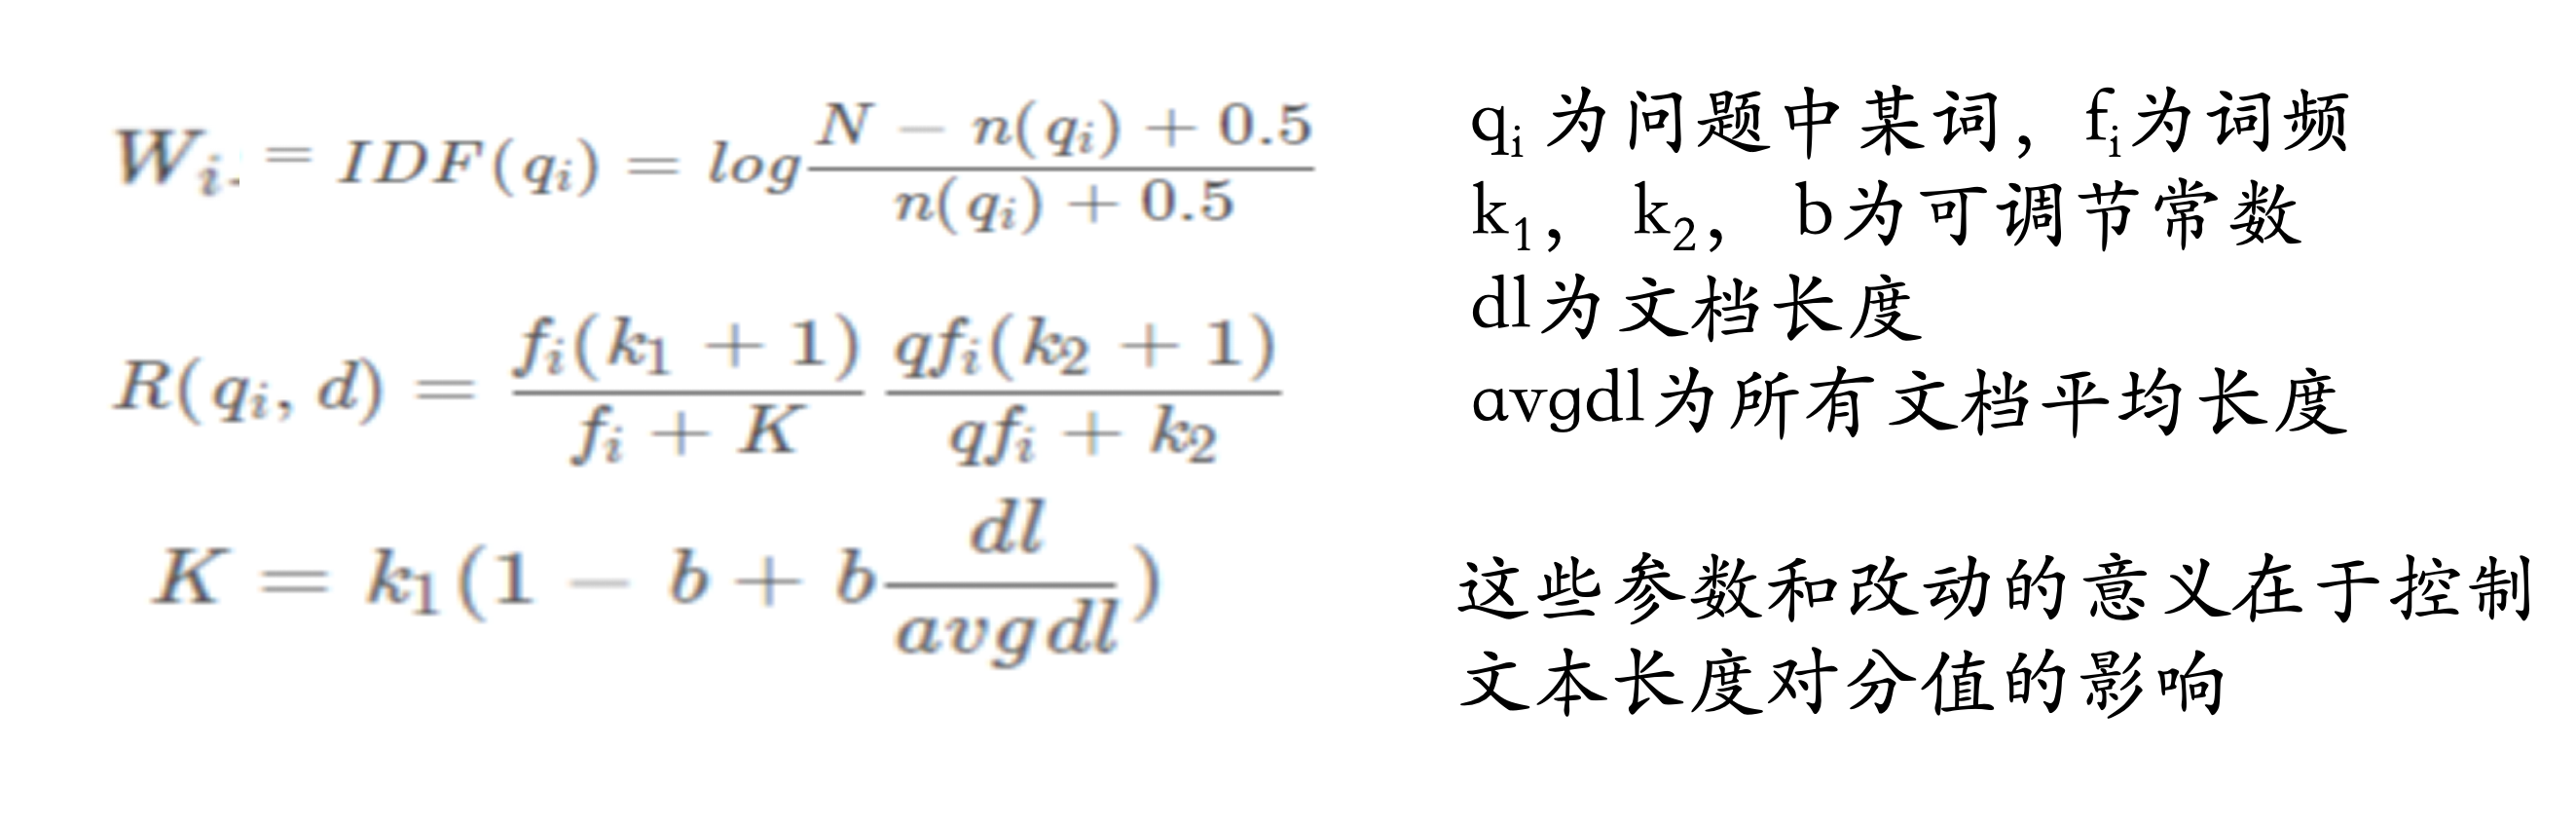 W_i = IDF(q_i) = log \frac{N - n(q_i) + 0.5}{n(q_i) + 0.5}
R(q_i, d) = \frac{f_i(k_1 + 1)}{f_i + K} \frac{qf_i(k_2 + 1)}{qf_i + k_2}
K = k_1(1 - b + b\frac{dl}{avgdl})
q_i 为问题中某词，f_i为词频
k_1， k_2， b为可调节常数
dl为文档长度
avgdl为所有文档平均长度
这些参数和改动的意义在于控制
文本长度对分值的影响